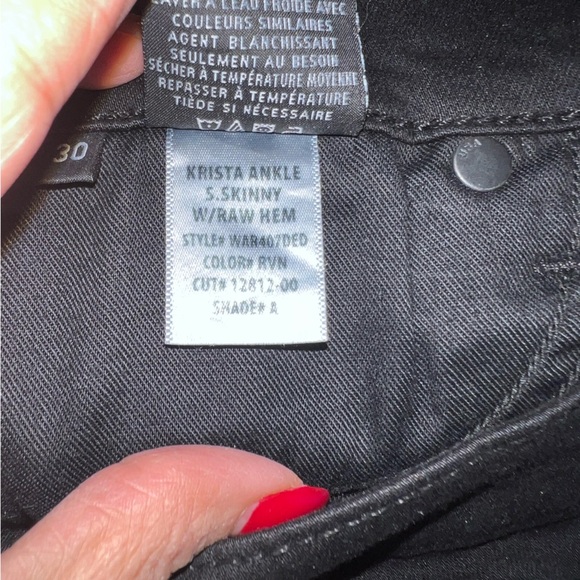 LAVER À L'EAU FROIDE AVEC
COULEURS SIMILAIRES
AGENT BLANCHISSANT
SEULEMENT AU BESOIN
SÉCHER À TEMPÉRATURE MOYENNE
REPASSER À TEMPÉRATURE
TIÈDE SI NÉCESSAIRE
30
KRISTA ANKLE
S.SKINNY
W/RAW HEM
STYLE# WAR407DED
COLOR# RVN
CUT# 12812-00
SHADE# A